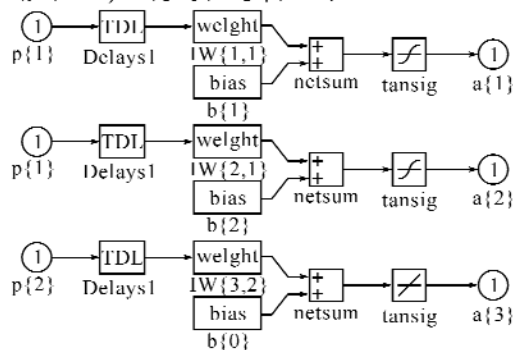 1 TDL weight + + 1
p{1} Delays1 IW{1,1} netsum tansig a{1}
bias
b{1}
1 TDL weight + + 1
p{1} Delays1 IW{2,1} netsum tansig a{2}
bias
b{2}
1 TDL weight + + 1
p{2} Delays1 IW{3,2} netsum tansig a{3}
bias
b{0}